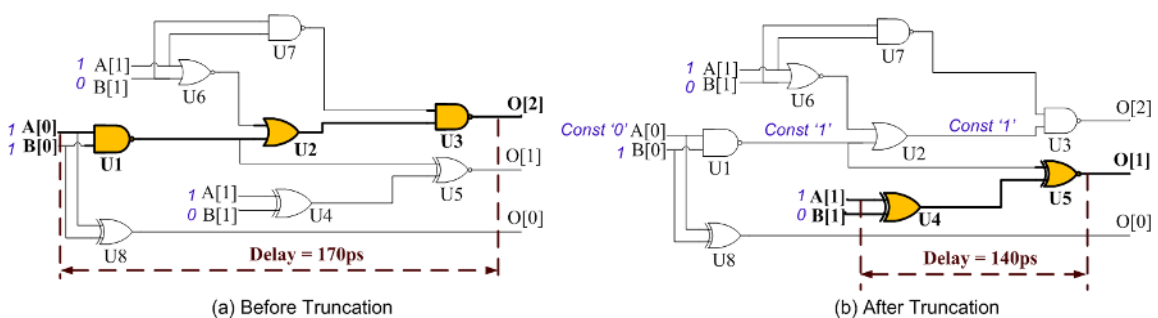 U7
1 A[1]
0 B[1]
U6
O[2]
1 A[0]
1 B[0]
U1
U2
U3
O[1]
1 A[1]
0 B[1]
U4
U5
O[0]
U8
Delay = 170ps
(a) Before Truncation
U7
1 A[1]
0 B[1]
U6
O[2]
Const '0' A[0]
1 B[0]
Const '1'
Const '1'
U1
U2
U3
O[1]
1 A[1]
0 B[1]
U4
U5
O[0]
U8
Delay = 140ps
(b) After Truncation